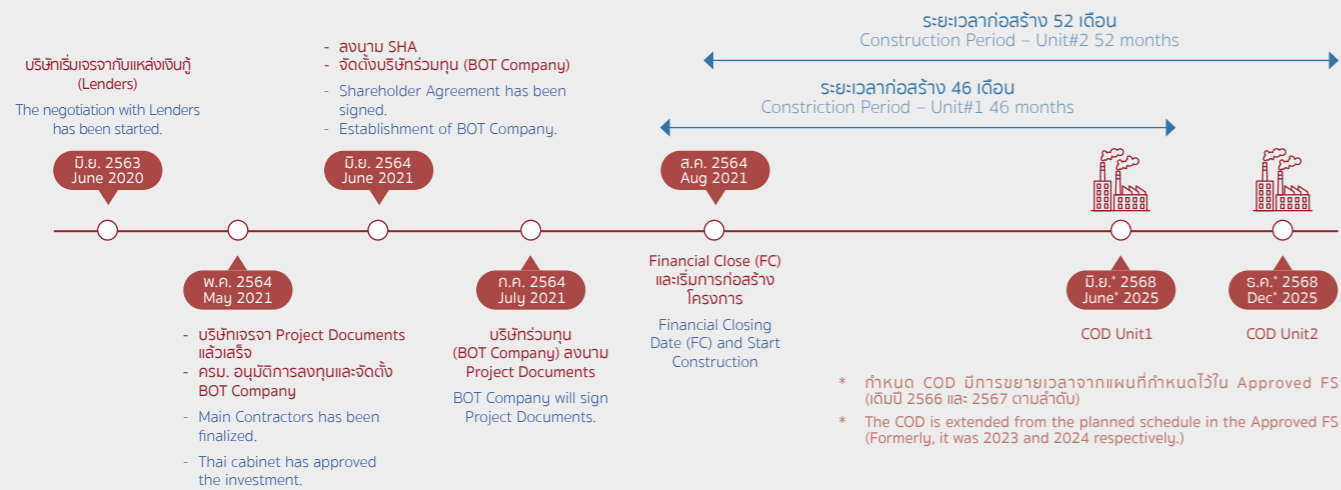 ระยะเวลาก่อสร้าง 52 เดือน
Construction Period – Unit#2 52 months
ระยะเวลาก่อสร้าง 46 เดือน
Constriction Period – Unit#1 46 months
บริษัทเริ่มเจรจากับแหล่งเงินกู้
(Lenders)
The negotiation with Lenders
has been started.
มิ.ย. 2563
June 2020
- ลงนาม SHA
- จัดตั้งบริษัทร่วมทุน (BOT Company)
- Shareholder Agreement has been
signed.
- Establishment of BOT Company.
มิ.ย. 2564
June 2021
ส.ค. 2564
Aug 2021
พ.ค. 2564
May 2021
- บริษัทเจรจา Project Documents
แล้วเสร็จ
- ครม. อนุมัติการลงทุนและจัดตั้ง
BOT Company
- Main Contractors has been
finalized.
- Thai cabinet has approved
the investment.
ก.ค. 2564
July 2021
บริษัทร่วมทุน
(BOT Company) ลงนาม
Project Documents
BOT Company will sign
Project Documents.
Financial Close (FC)
และเริ่มการก่อสร้าง
โครงการ
Financial Closing
Date (FC) and Start
Construction
มิ.ย.* 2568
June* 2025
COD Unit1
ธ.ค.* 2568
Dec* 2025
COD Unit2
* กำหนด COD มีการขยายเวลาจากแผนที่กำหนดไว้ใน Approved FS
(เดิมปี 2566 และ 2567 ตามลำดับ)
* The COD is extended from the planned schedule in the Approved FS
(Formerly, it was 2023 and 2024 respectively.)